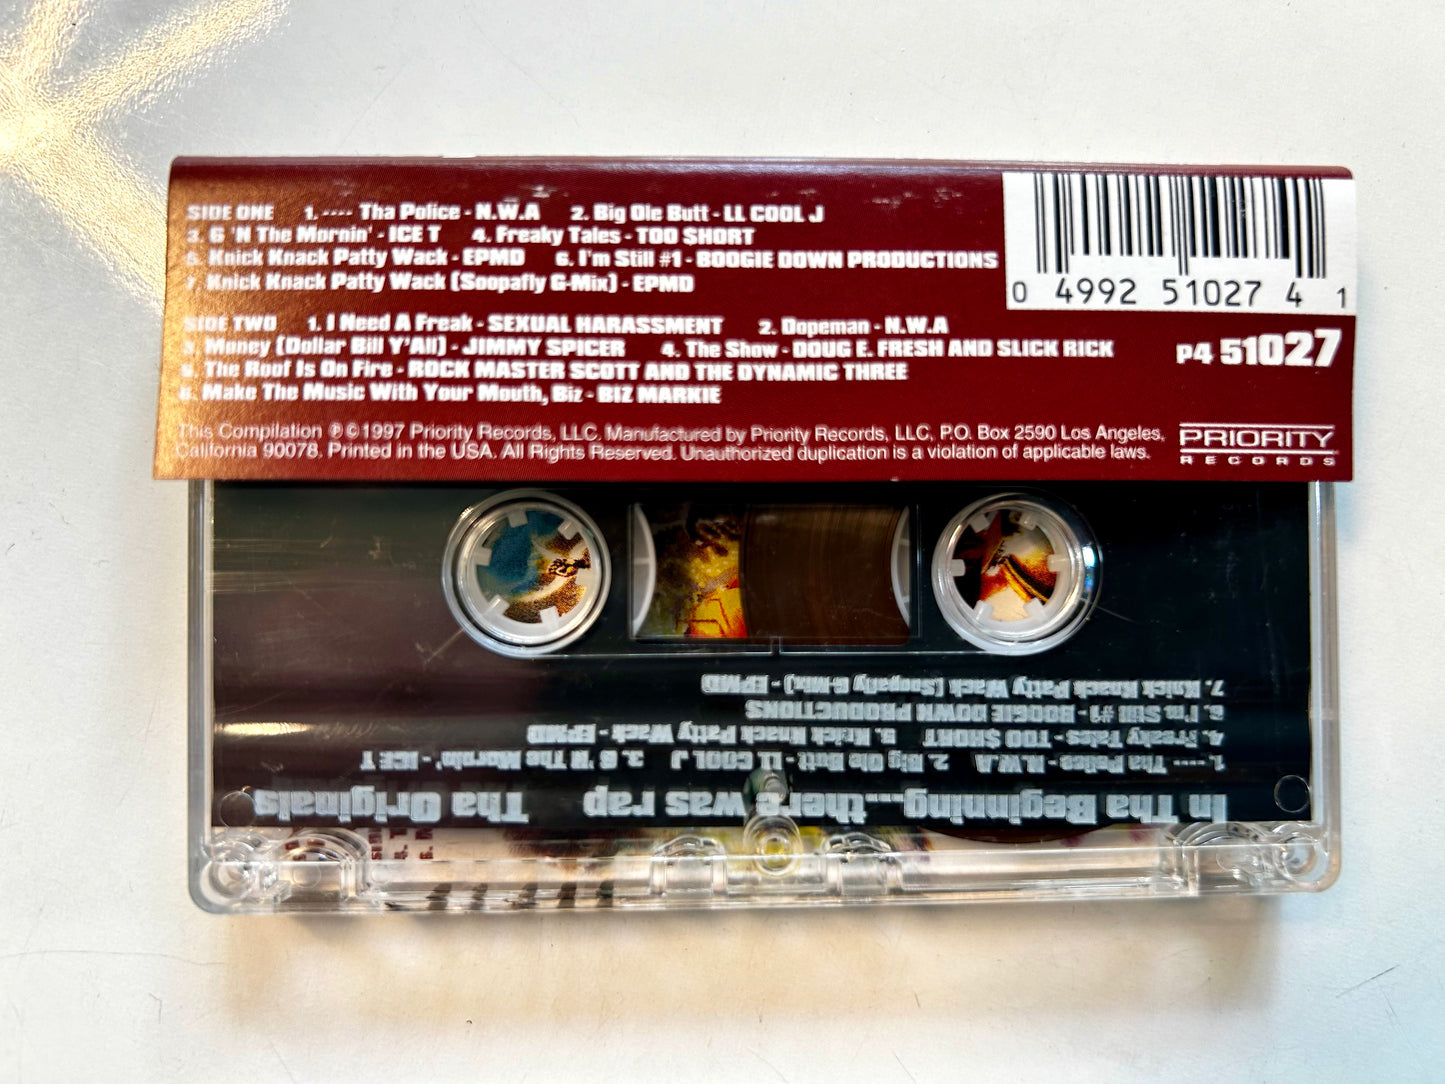 SIDE ONE 1. ---- Tha Police - N.W.A 2. Big Ole Butt - LL COOL J
3. 6 'N The Mornin' - ICE T 4. Freaky Tales - TOO $HORT
5. Knick Knack Patty Wack - EPMD 6. I'm Still #1 - BOOGIE DOWN PRODUCTIONS
7. Knick Knack Patty Wack (Soopafly G-Mix) - EPMD
SIDE TWO 1. I Need A Freak - SEXUAL HARASSMENT 2. Dopeman - N.W.A
3. Money (Dollar Bill Y'All) - JIMMY SPICER 4. The Show - DOUG E. FRESH AND SLICK RICK
5. The Roof Is On Fire - ROCK MASTER SCOTT AND THE DYNAMIC THREE
6. Make The Music With Your Mouth, Biz - BIZ MARKIE
This Compilation ℗©1997 Priority Records, LLC. Manufactured by Priority Records, LLC, P.O. Box 2590 Los Angeles,
California 90078. Printed in the USA. All Rights Reserved. Unauthorized duplication is a violation of applicable laws.
0 4992 51027 4 1
P4 51027
PRIORITY
RECORDS
In Tha Beginning...there was rap Tha Originals
1. ---- Tha Police - N.W.A 2. Big Ole Butt - LL COOL J 3. 6 'N The Mornin' - ICE T
4. Freaky Tales - TOO $HORT 5. Knick Knack Patty Wack - EPMD
6. I'm Still #1 - BOOGIE DOWN PRODUCTIONS
7. Knick Knack Patty Wack (Soopafly G-Mix) - EPMD